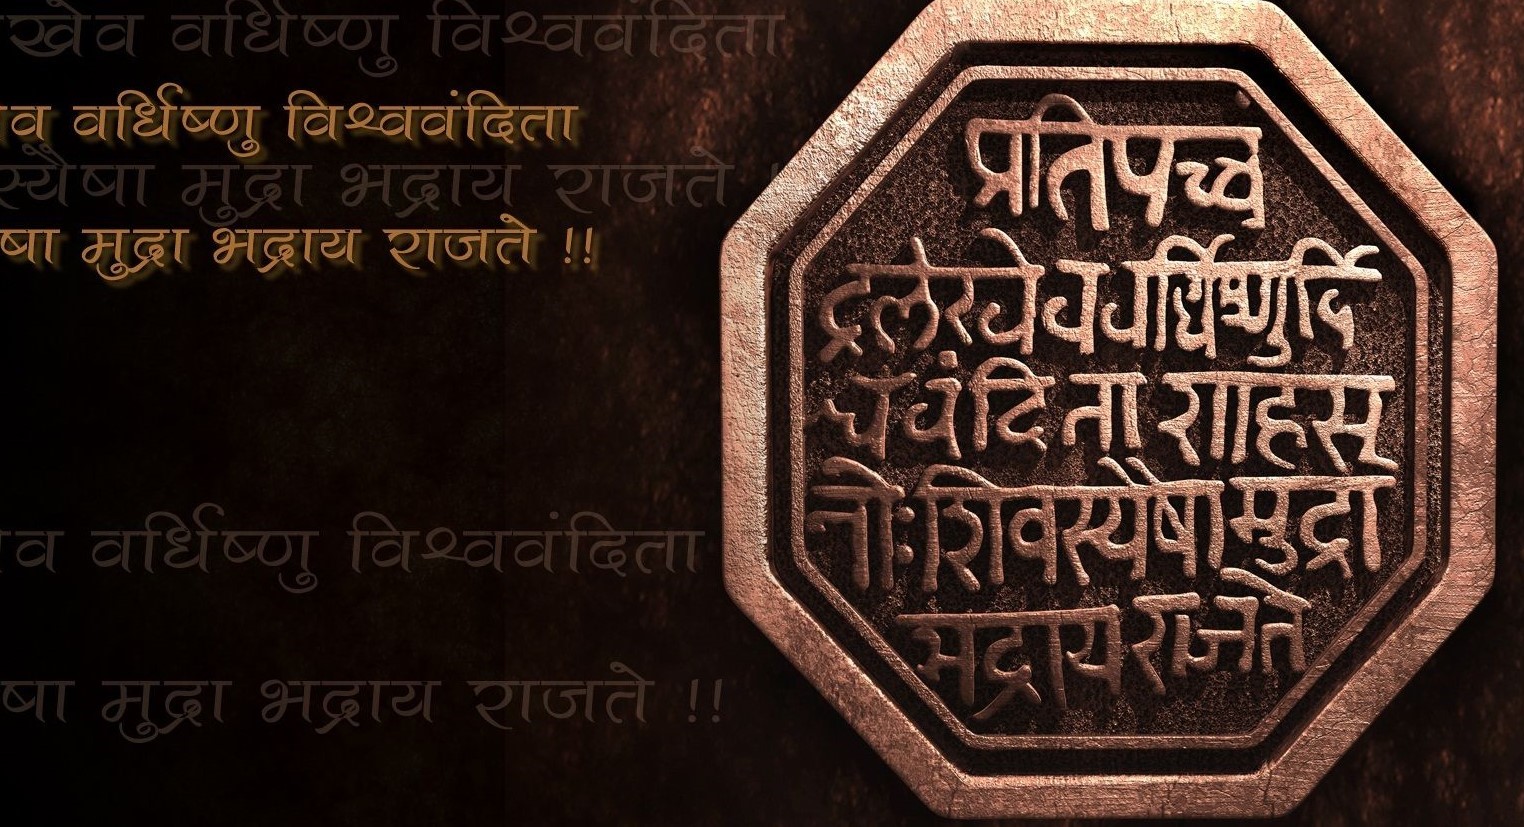 खेव वर्धिष्णु विश्ववंदिता
व वर्धिष्णु विश्ववंदिता
स्यैषा मुद्रा भद्राय राजते !
षा मुद्रा भद्राय राजते !!
व वर्धिष्णु विश्ववंदिता
षा मुद्रा भद्राय राजते !!
प्रतिपच्चं
द्रलेखेव वर्धिष्णुर्वि
श्ववंदिता शाहसू
नोः शिवस्यैषा मुद्रा
भद्राय राजते